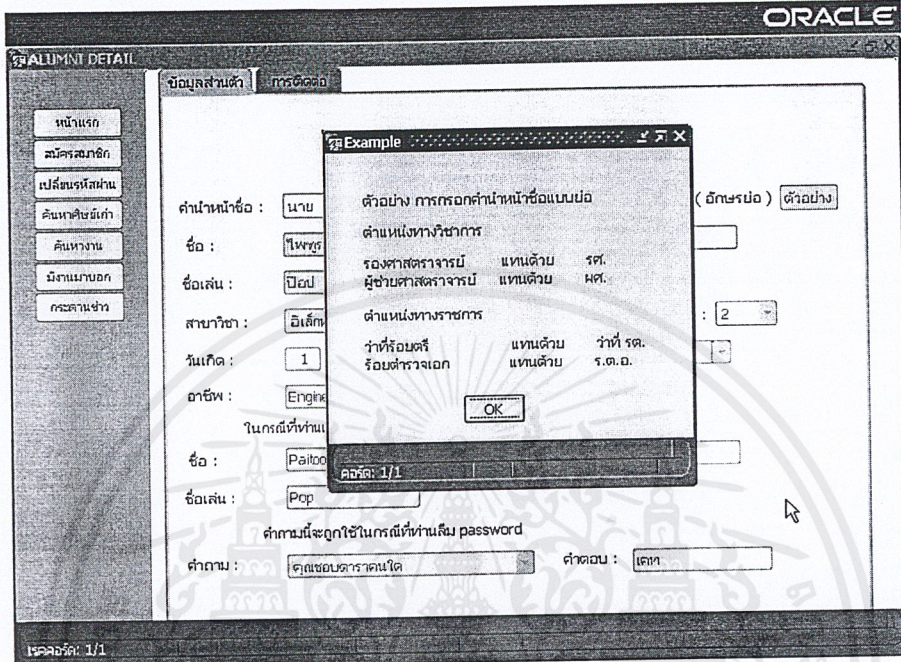 ORACLE
ALUMNI DETAIL
ข้อมูลส่วนตัว การติดต่อ
หน้าแรก
สมัครสมาชิก
เปลี่ยนรหัสผ่าน
ค้นหาศิษย์เก่า
ค้นหางาน
มีงานมาบอก
กระดานข่าว
Example
ตัวอย่าง การกรอกคำนำหน้าชื่อแบบย่อ
ตำแหน่งทางวิชาการ
รองศาสตราจารย์ แทนด้วย รศ.
ผู้ช่วยศาสตราจารย์ แทนด้วย ผศ.
ตำแหน่งทางราชการ
ว่าที่ร้อยตรี แทนด้วย ว่าที่ รต.
ร้อยตำรวจเอก แทนด้วย ร.ต.อ.
OK
คอร์ด: 1/1
คำนำหน้าชื่อ : นาย ( อักษรย่อ ) ตัวอย่าง
ชื่อ :
ชื่อเล่น : ป๊อป
สาขาวิชา : : 2
วันเกิด : 1
อาชีพ : Engine
ในกรณีที่ท่าน
ชื่อ : Paitoo
ชื่อเล่น : Pop
คำถามนี้จะถูกใช้ในกรณีที่ท่านลืม password
คำถาม : คุณชอบดาราคนใด คำตอบ : เคท
เรคคอร์ด: 1/1